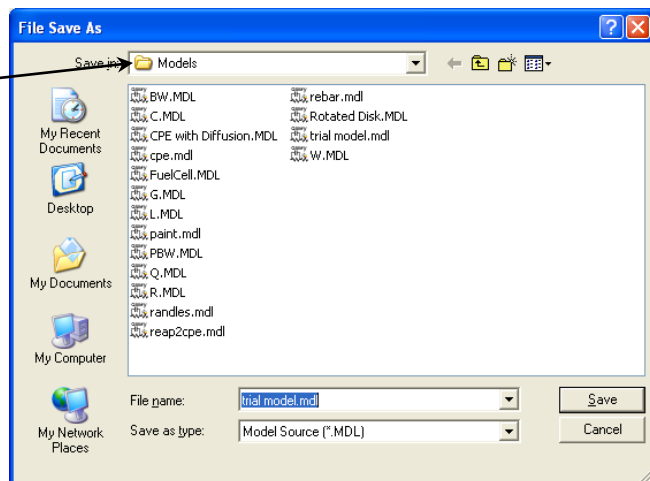 File Save As
Save in: Models
BW.MDL
C.MDL
CPE with Diffusion.MDL
cpe.mdl
FuelCell.MDL
G.MDL
L.MDL
paint.mdl
PBW.MDL
Q.MDL
R.MDL
randles.mdl
reap2cpe.mdl
rebar.mdl
Rotated Disk.MDL
trial model.mdl
W.MDL
My Recent
Documents
Desktop
My Documents
My Computer
My Network
Places
File name: trial model.mdl Save
Save as type: Model Source (*.MDL) Cancel